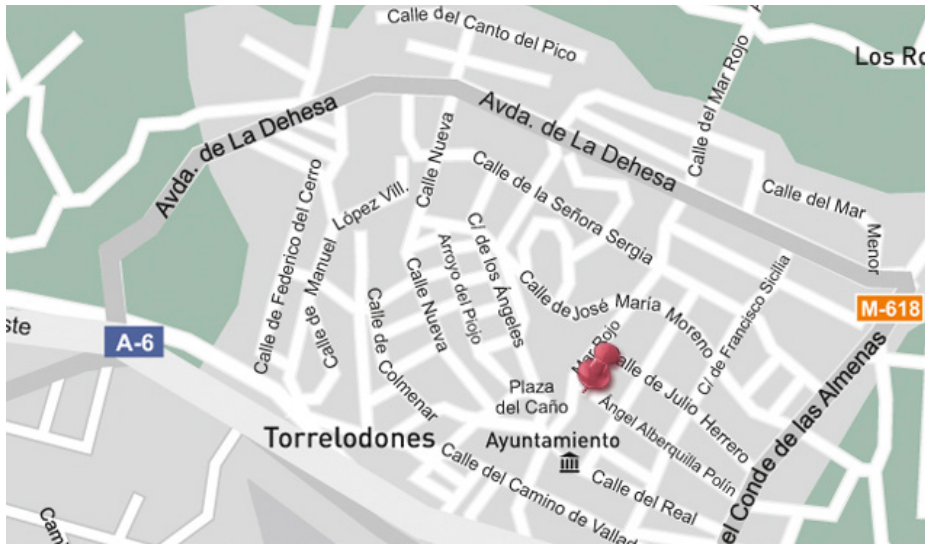 Calle del Canto del Pico
Calle del Mar Rojo
Los Ro
Avda. de La Dehesa
Avda. de La Dehesa
Calle Nueva
Calle de la Señora Sergia
Calle del Mar Menor
Calle de Federico del Cerro
Calle de Manuel López Vill.
C/ de los Ángeles
Arroyo del Piojo
Calle Nueva
Calle de José María Moreno
C/ de Francisco Sicilia
M-618
ste
A-6
Calle de Colmenar
Mar Rojo
Calle de Julio Herrero
Plaza
del Caño
Ángel Alberquilla Polín
el Conde de las Almenas
Torrelodones
Ayuntamiento
Calle del Real
Calle del Camino de Vallad
Cam